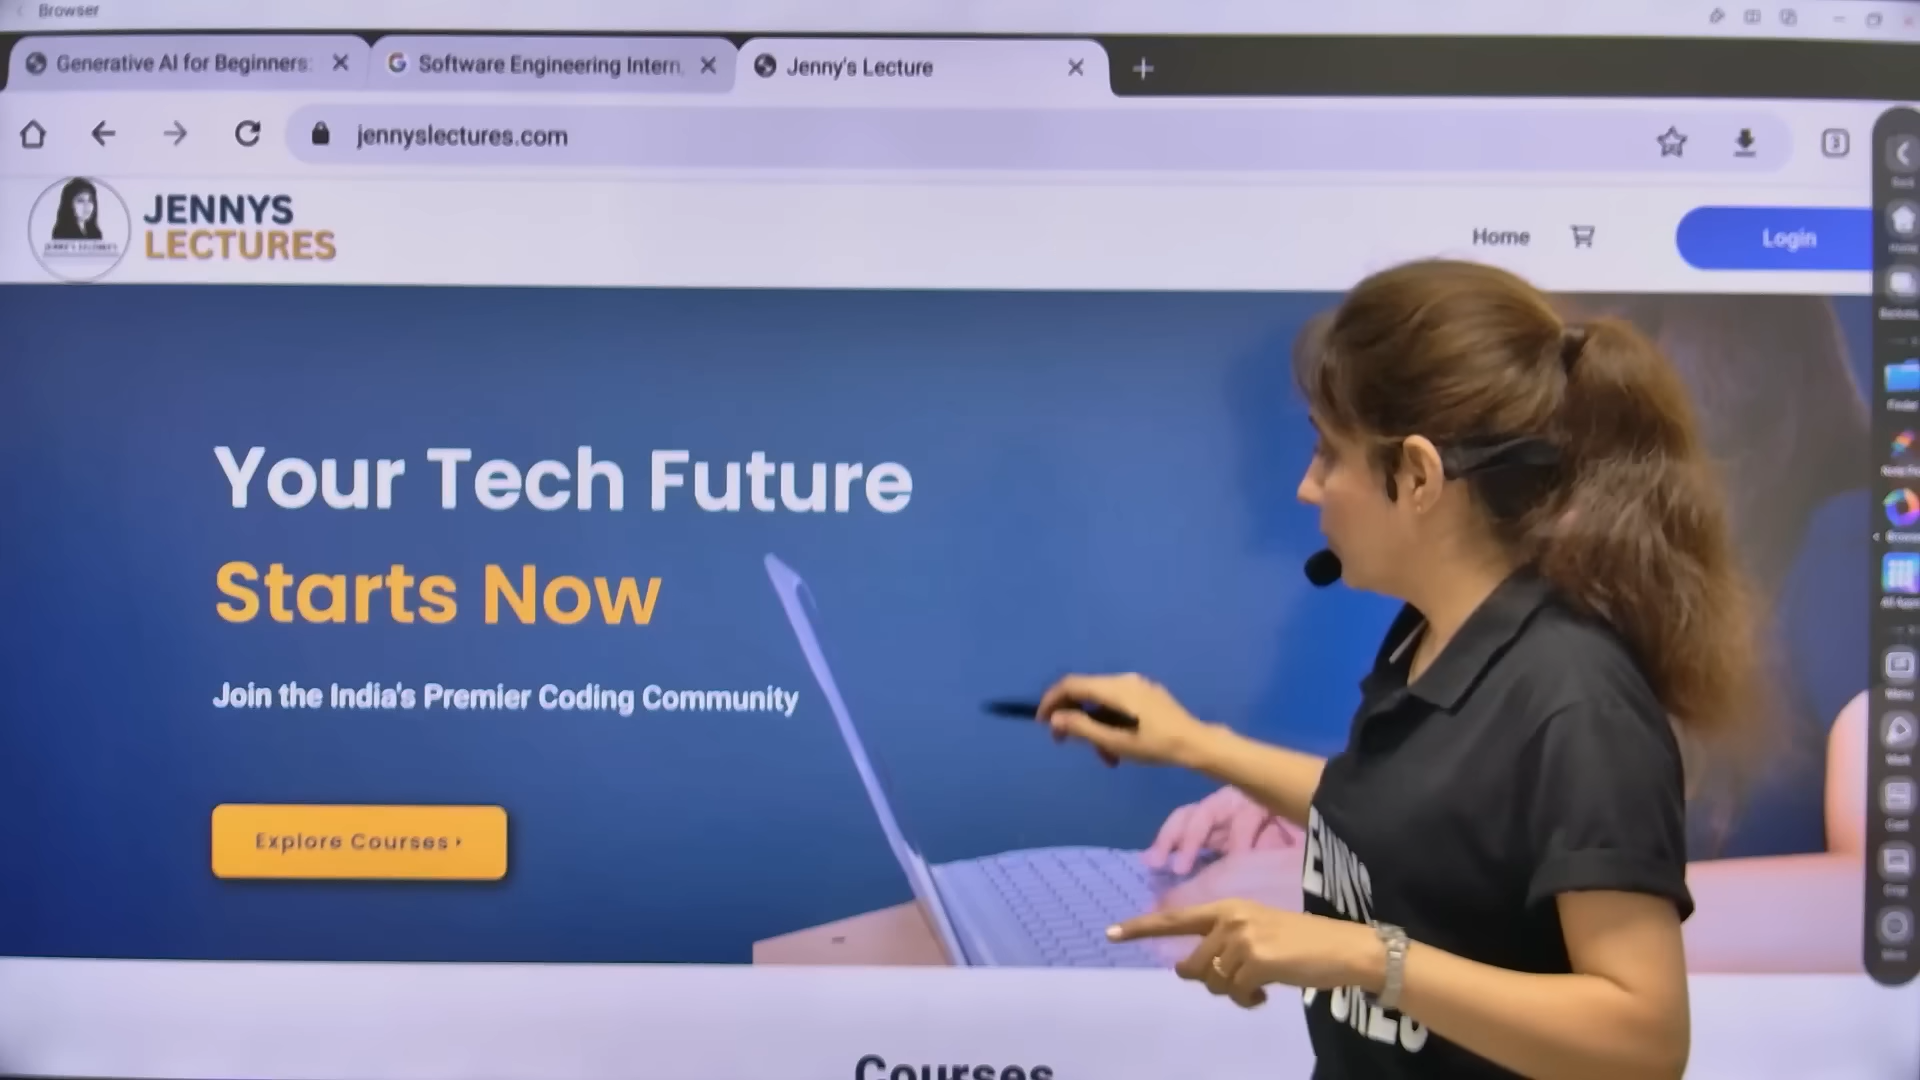 Browser
Generative AI for Beginners:
Software Engineering Intern
Jenny's Lecture
jennyslectures.com
JENNYS
LECTURES
Home
Login
Your Tech Future
Starts Now
Join the India's Premier Coding Community
Explore Courses ›
Courses